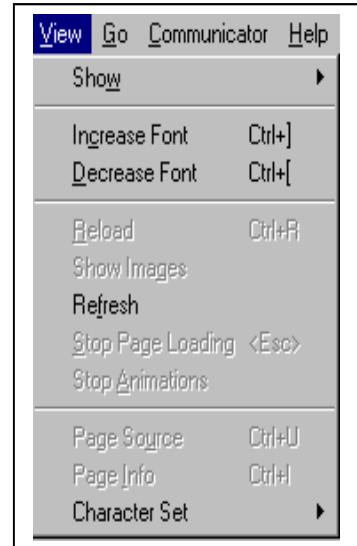 View Go Communicator Help
Show
Increase Font Ctrl+]
Decrease Font Ctrl+[
Reload Ctrl+R
Show Images
Refresh
Stop Page Loading <Esc>
Stop Animations
Page Source Ctrl+U
Page Info Ctrl+I
Character Set